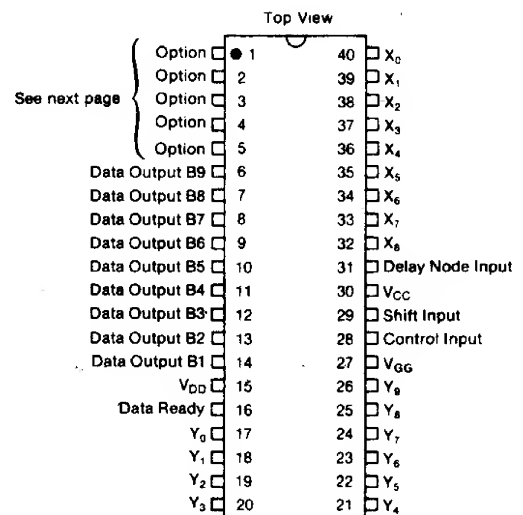 Top View
Option 1 40 X₀
Option 2 39 X₁
See next page Option 3 38 X₂
Option 4 37 X₃
Option 5 36 X₄
Data Output B9 6 35 X₅
Data Output B8 7 34 X₆
Data Output B7 8 33 X₇
Data Output B6 9 32 X₈
Data Output B5 10 31 Delay Node Input
Data Output B4 11 30 V_CC
Data Output B3 12 29 Shift Input
Data Output B2 13 28 Control Input
Data Output B1 14 27 V_GG
V_DD 15 26 Y₉
Data Ready 16 25 Y₈
Y₀ 17 24 Y₇
Y₁ 18 23 Y₆
Y₂ 19 22 Y₅
Y₃ 20 21 Y₄